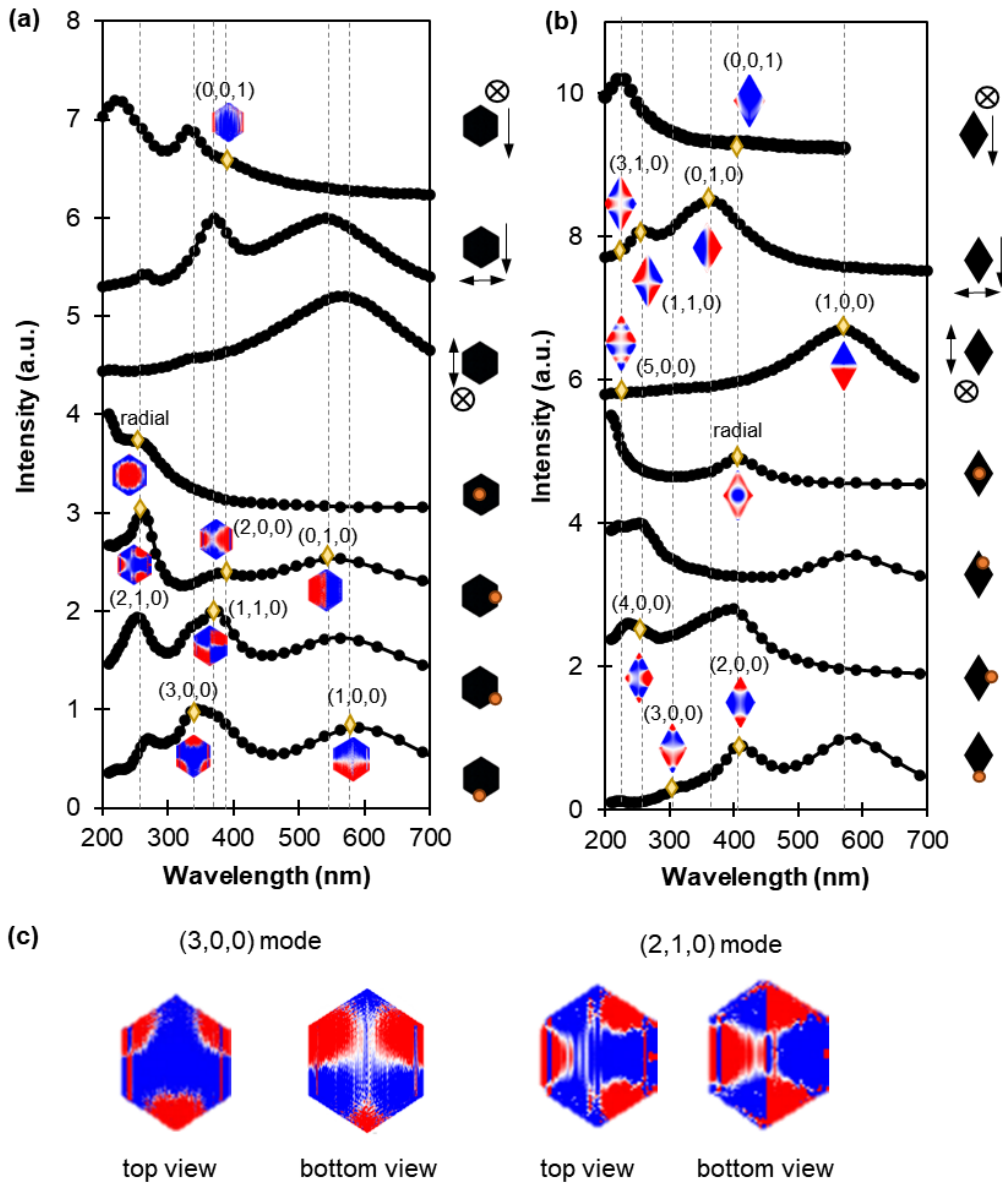 (a)
8
7
6
5
4
3
2
1
0
Intensity (a.u.)
(0,0,1)
radial
(2,0,0)
(0,1,0)
(2,1,0)
(1,1,0)
(3,0,0)
(1,0,0)
200 300 400 500 600 700
Wavelength (nm)
(b)
10
8
6
4
2
0
Intensity (a.u.)
(0,0,1)
(3,1,0)
(0,1,0)
(1,1,0)
(1,0,0)
(5,0,0)
radial
(4,0,0)
(2,0,0)
(3,0,0)
200 300 400 500 600 700
Wavelength (nm)
(c)
(3,0,0) mode
(2,1,0) mode
top view
bottom view
top view
bottom view